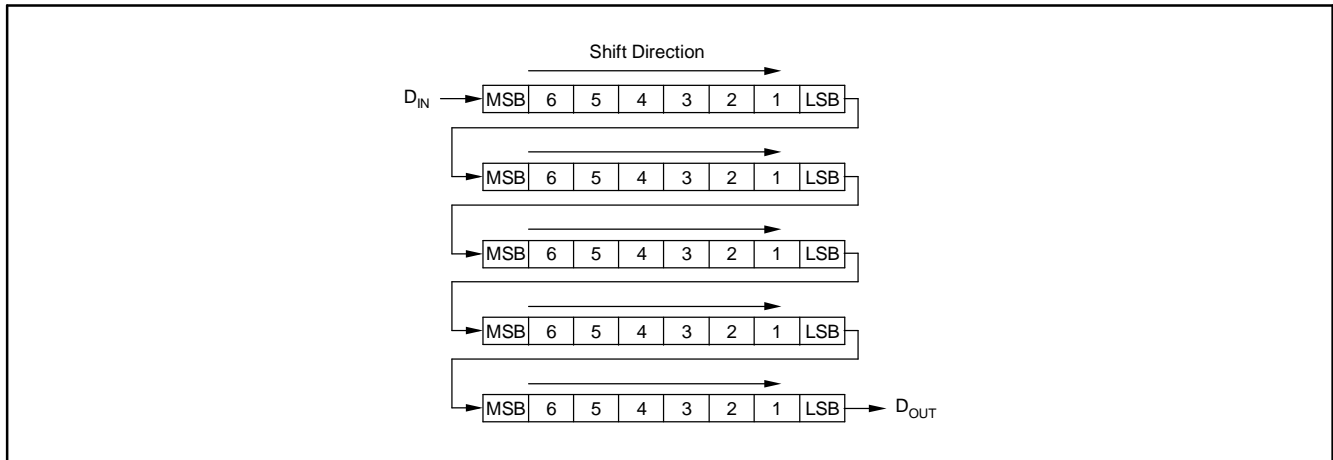 Shift Direction
D_IN MSB 6 5 4 3 2 1 LSB
MSB 6 5 4 3 2 1 LSB
MSB 6 5 4 3 2 1 LSB
MSB 6 5 4 3 2 1 LSB
MSB 6 5 4 3 2 1 LSB D_OUT